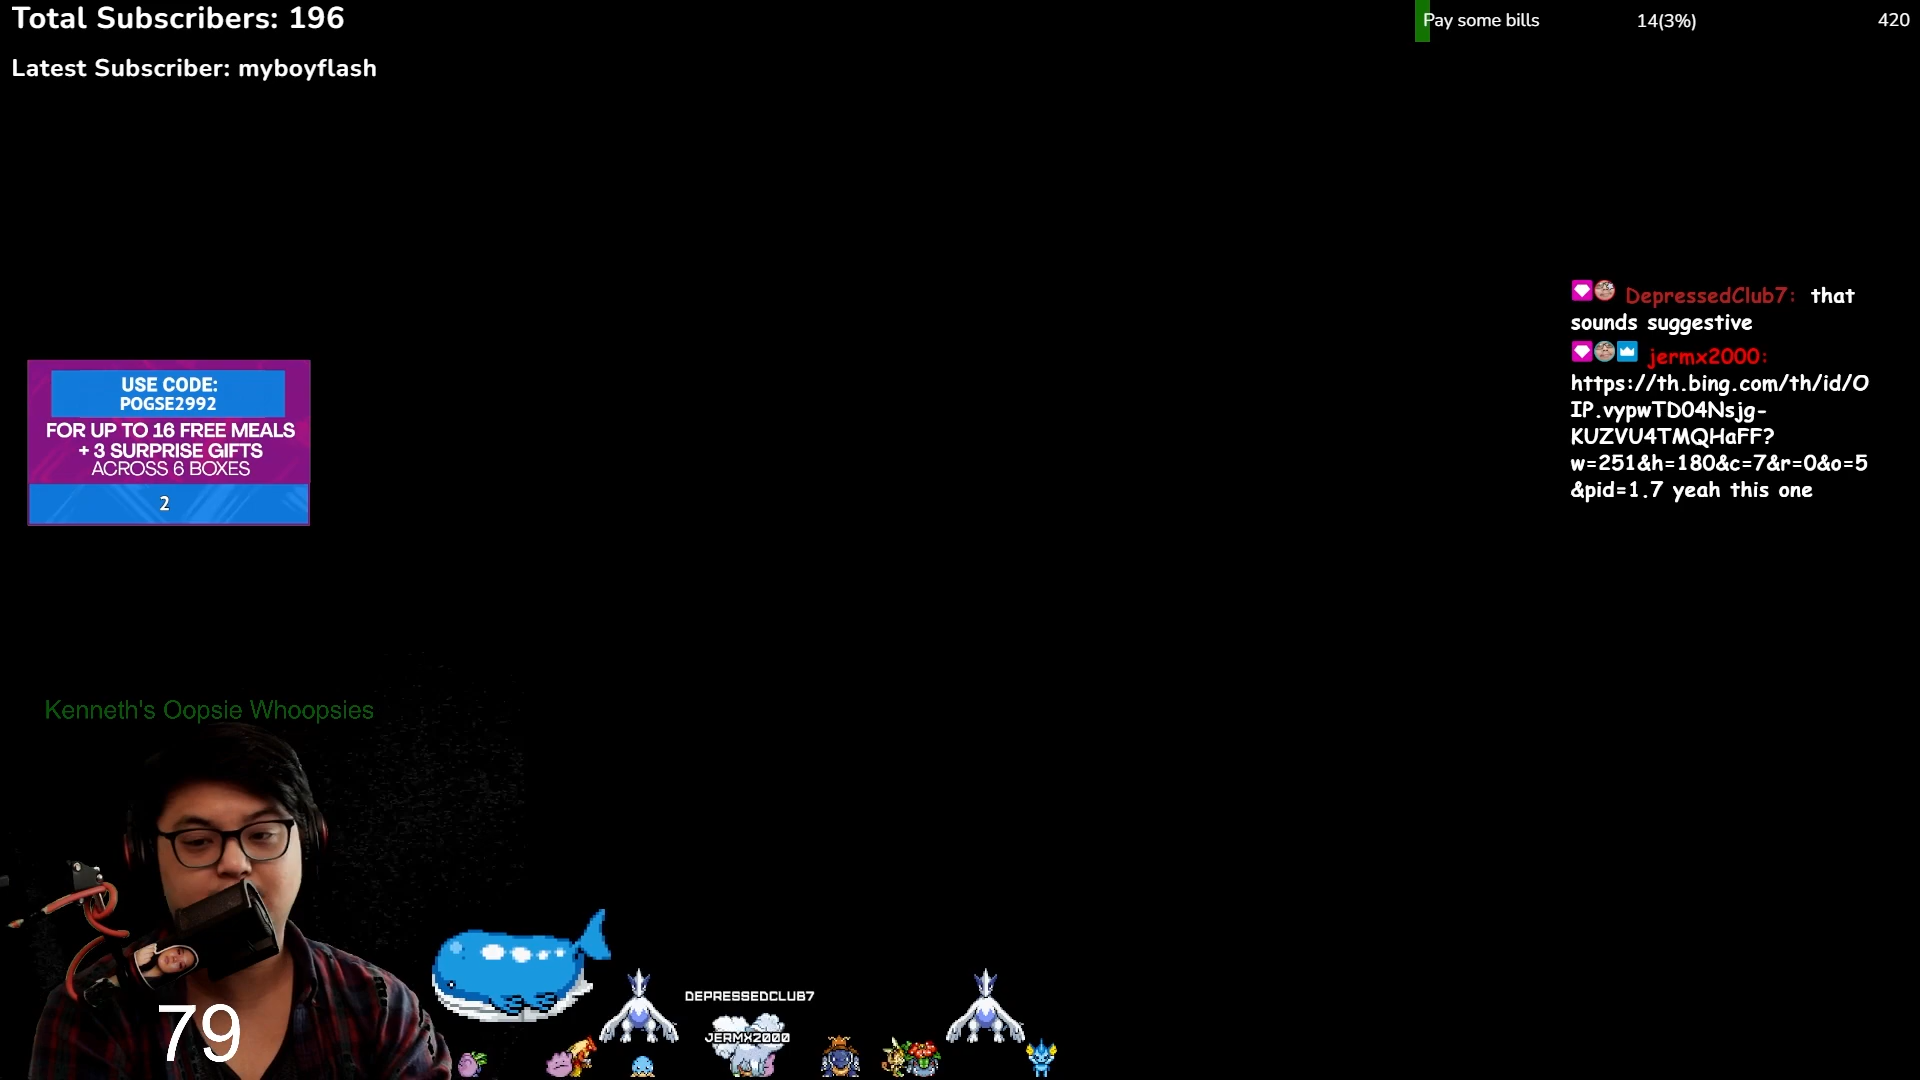 Total Subscribers: 196
Latest Subscriber: myboyflash
Pay some bills 14(3%) 420
DepressedClub7: that
sounds suggestive
jermx2000:
https://th.bing.com/th/id/O
IP.vypwTD04Nsjg-
KUZVU4TMQHaFF?
w=251&h=180&c=7&r=0&o=5
&pid=1.7 yeah this one
USE CODE:
POGSE2992
FOR UP TO 16 FREE MEALS
+ 3 SURPRISE GIFTS
ACROSS 6 BOXES
2
Kenneth's Oopsie Whoopsies
79
DEPRESSEDCLUB7
JERMX2000